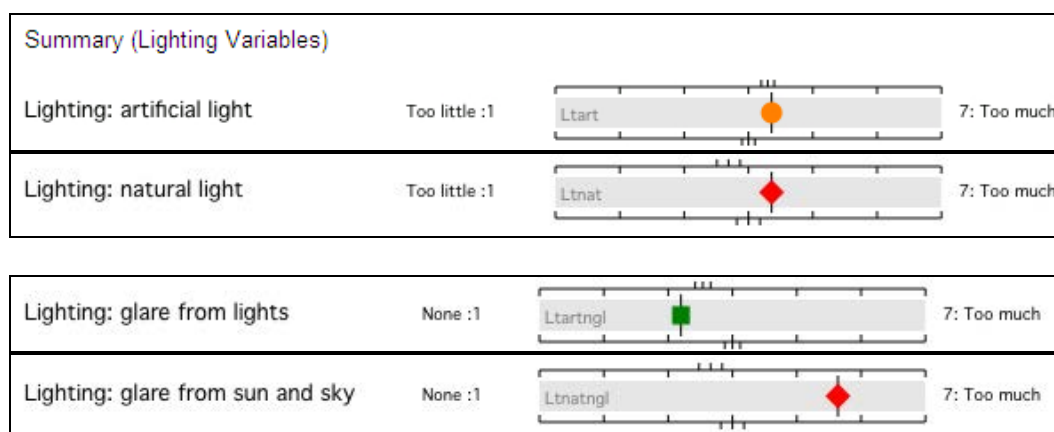 Summary (Lighting Variables)
Lighting: artificial light Too little :1 Ltart 7: Too much
Lighting: natural light Too little :1 Ltnat 7: Too much
Lighting: glare from lights None :1 Ltartngl 7: Too much
Lighting: glare from sun and sky None :1 Ltnatngl 7: Too much